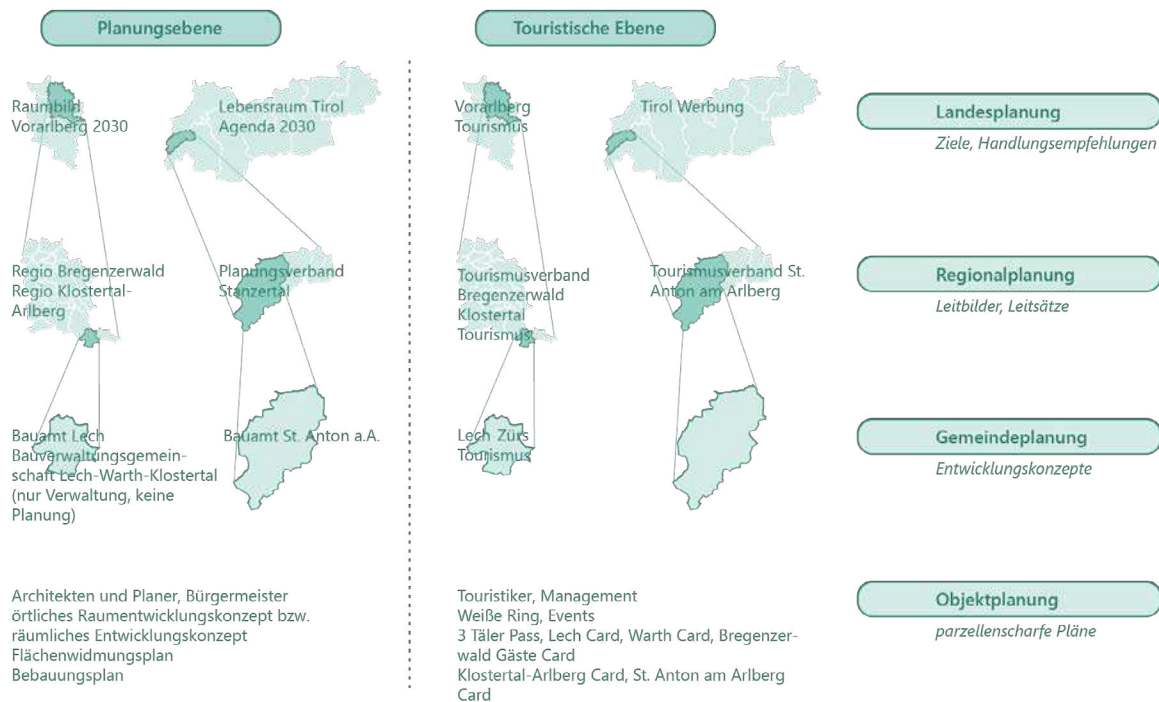 Planungsebene
Touristische Ebene
Raumbild
Vorarlberg 2030
Lebensraum Tirol
Agenda 2030
Vorarlberg
Tourismus
Tirol Werbung
Landesplanung
Ziele, Handlungsempfehlungen
Regio Bregenzerwald
Regio Klostertal-
Arlberg
Planungsverband
Stanzertal
Tourismusverband
Bregenzerwald
Klostertal
Tourismus
Tourismusverband St.
Anton am Arlberg
Regionalplanung
Leitbilder, Leitsätze
Bauamt Lech
Bauverwaltungsgemein-
schaft Lech-Warth-Klostertal
(nur Verwaltung, keine
Planung)
Bauamt St. Anton a.A.
Lech Zürs
Tourismus
Gemeindeplanung
Entwicklungskonzepte
Architekten und Planer, Bürgermeister
örtliches Raumentwicklungskonzept bzw.
räumliches Entwicklungskonzept
Flächenwidmungsplan
Bebauungsplan
Touristiker, Management
Weiße Ring, Events
3 Täler Pass, Lech Card, Warth Card, Bregenzer-
wald Gäste Card
Klostertal-Arlberg Card, St. Anton am Arlberg
Card
Objektplanung
parzellenscharfe Pläne